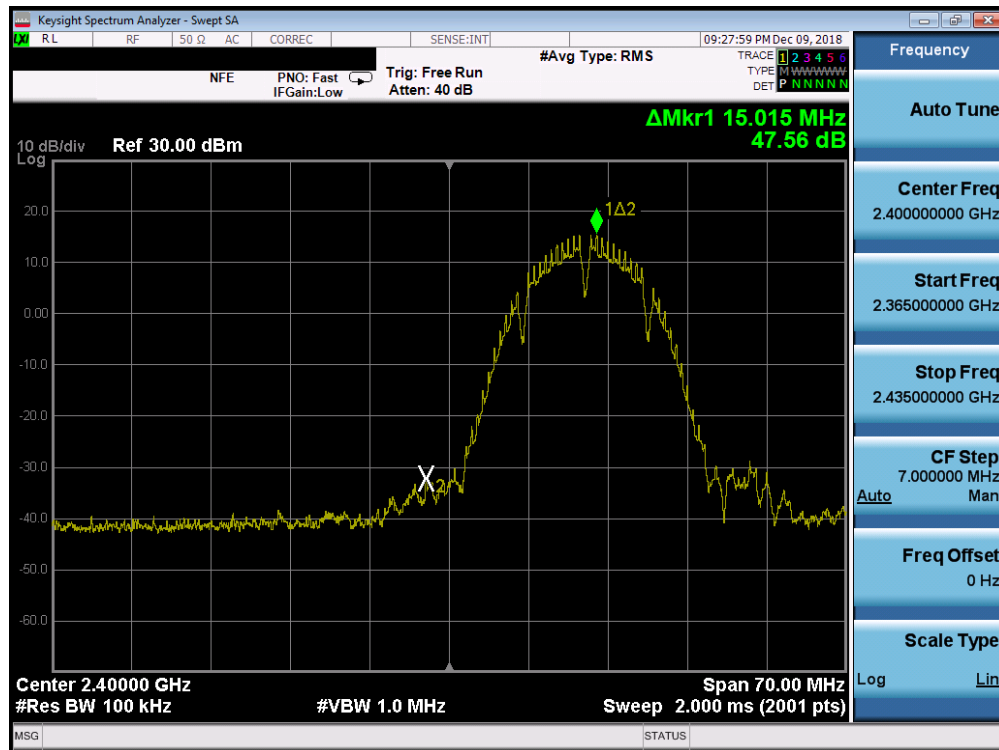 Keysight Spectrum Analyzer - Swept SA
LXI RL RF 50 Ω AC CORREC SENSE:INT 09:27:59 PM Dec 09, 2018
Frequency
NFE PNO: Fast Trig: Free Run #Avg Type: RMS TRACE 1 2 3 4 5 6
IFGain:Low Atten: 40 dB TYPE M WWWWW
DET P N N N N N
ΔMkr1 15.015 MHz
47.56 dB
10 dB/div Ref 30.00 dBm
Log
20.0
10.0
0.00
-10.0
-20.0
-30.0
-40.0
-50.0
-60.0
1Δ2
X2
Center 2.40000 GHz Span 70.00 MHz
#Res BW 100 kHz #VBW 1.0 MHz Sweep 2.000 ms (2001 pts)
MSG STATUS
Auto Tune
Center Freq
2.400000000 GHz
Start Freq
2.365000000 GHz
Stop Freq
2.435000000 GHz
CF Step
7.000000 MHz
Auto Man
Freq Offset
0 Hz
Scale Type
Log Lin